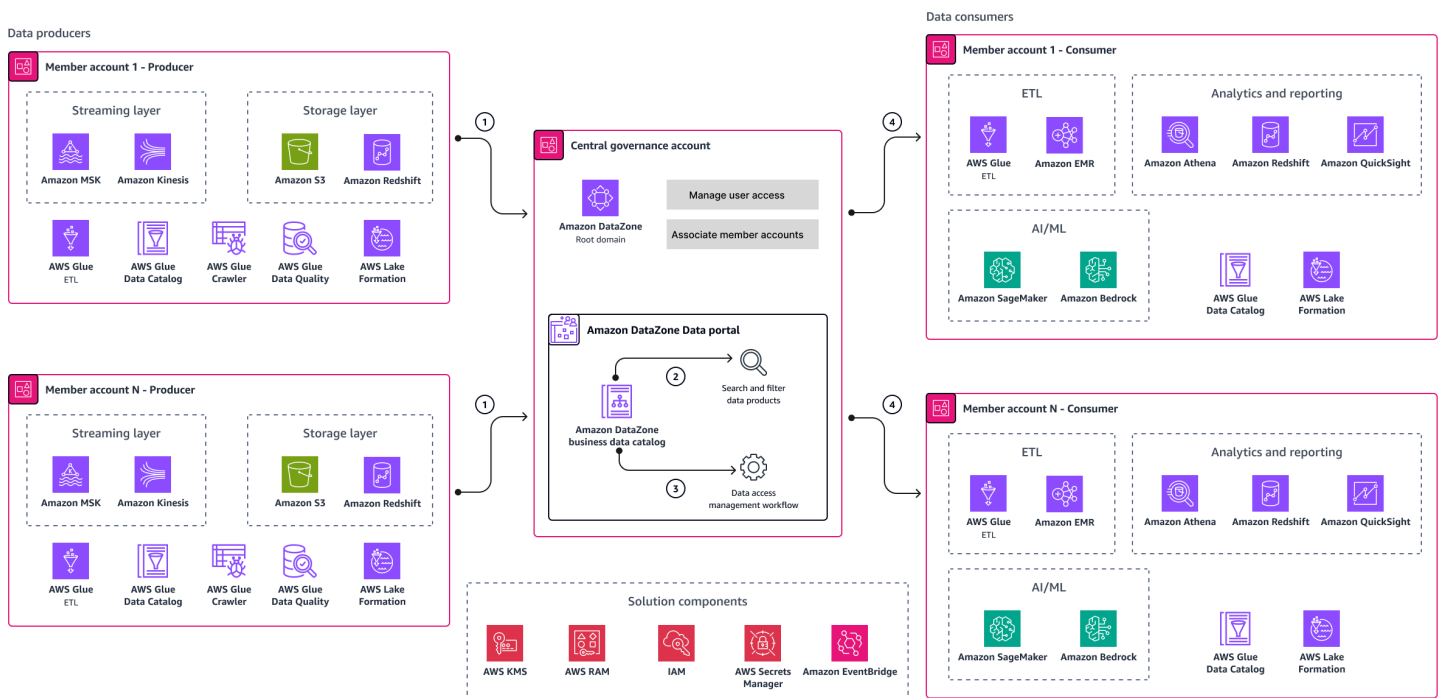 Data producers
Member account 1 - Producer
Streaming layer
Amazon MSK
Amazon Kinesis
Storage layer
Amazon S3
Amazon Redshift
AWS Glue
ETL
AWS Glue
Data Catalog
AWS Glue
Crawler
AWS Glue
Data Quality
AWS Lake
Formation
Member account N - Producer
Streaming layer
Amazon MSK
Amazon Kinesis
Storage layer
Amazon S3
Amazon Redshift
AWS Glue
ETL
AWS Glue
Data Catalog
AWS Glue
Crawler
AWS Glue
Data Quality
AWS Lake
Formation
1
1
Central governance account
Amazon DataZone
Root domain
Manage user access
Associate member accounts
Amazon DataZone Data portal
Amazon DataZone
business data catalog
2
Search and filter
data products
3
Data access
management workflow
Solution components
AWS KMS
AWS RAM
IAM
AWS Secrets
Manager
Amazon EventBridge
4
4
Data consumers
Member account 1 - Consumer
ETL
AWS Glue
ETL
Amazon EMR
Analytics and reporting
Amazon Athena
Amazon Redshift
Amazon QuickSight
AI/ML
Amazon SageMaker
Amazon Bedrock
AWS Glue
Data Catalog
AWS Lake
Formation
Member account N - Consumer
ETL
AWS Glue
ETL
Amazon EMR
Analytics and reporting
Amazon Athena
Amazon Redshift
Amazon QuickSight
AI/ML
Amazon SageMaker
Amazon Bedrock
AWS Glue
Data Catalog
AWS Lake
Formation